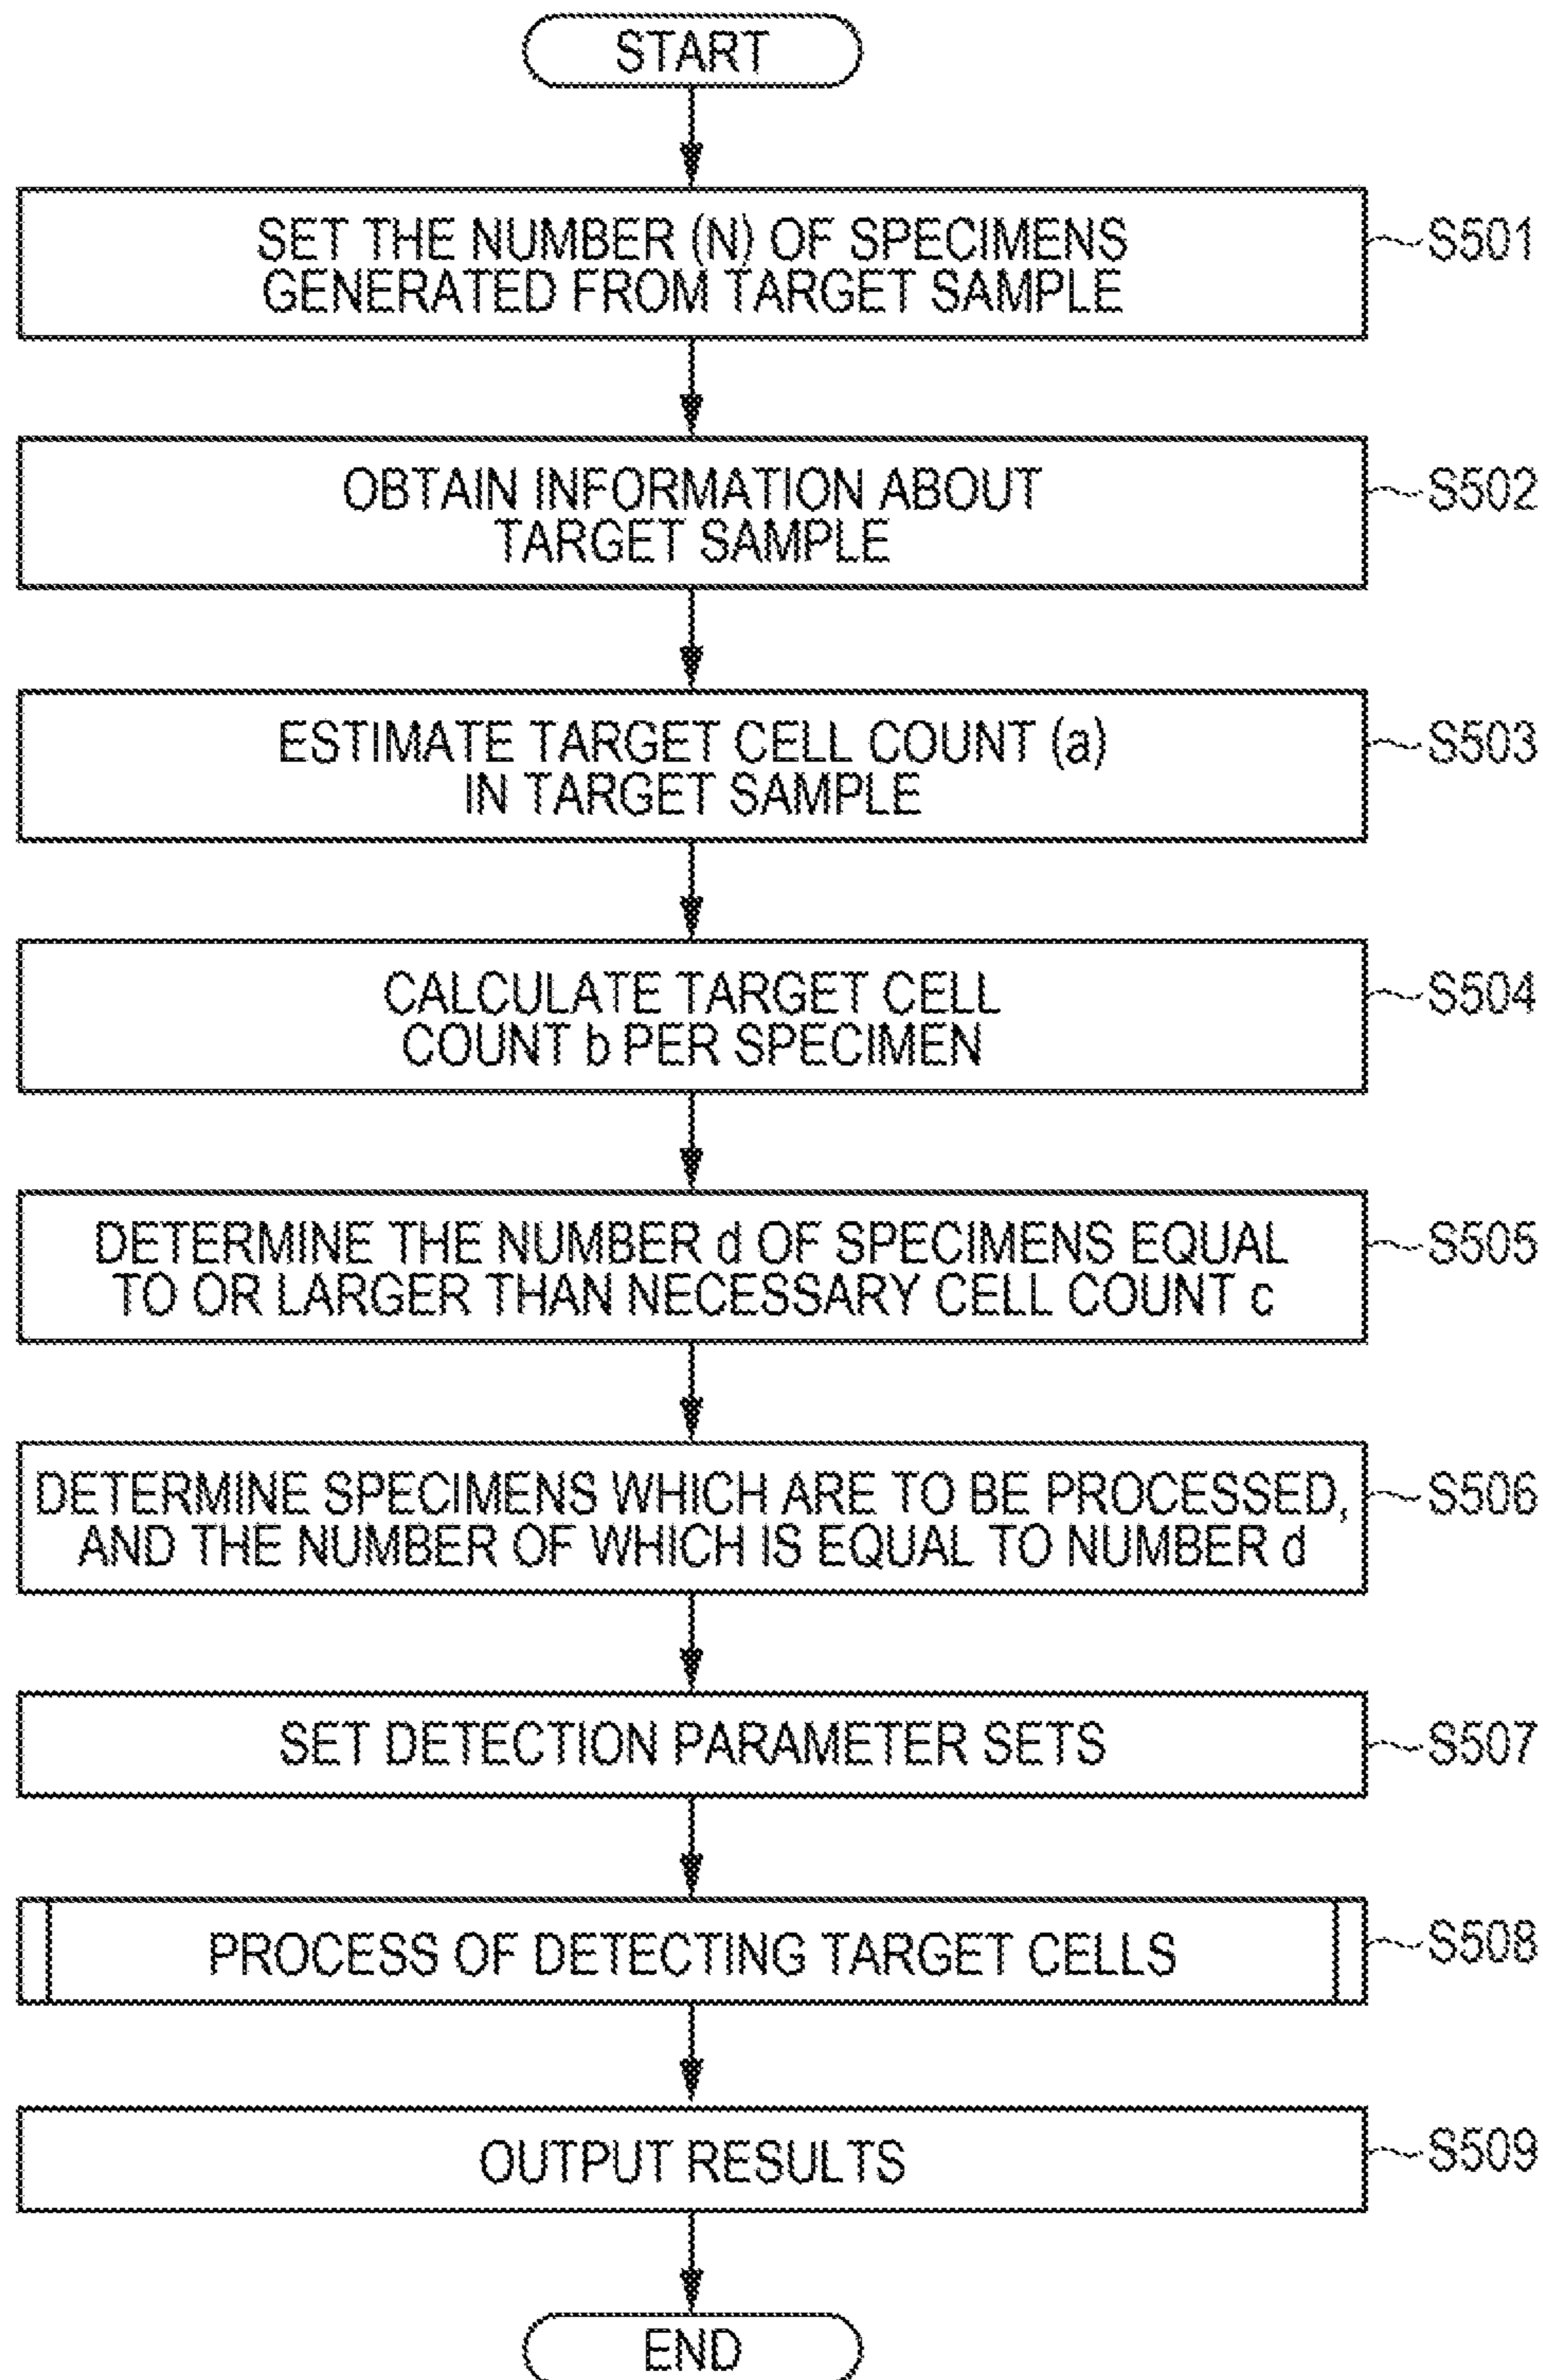 START
SET THE NUMBER (N) OF SPECIMENS
GENERATED FROM TARGET SAMPLE
S501
OBTAIN INFORMATION ABOUT
TARGET SAMPLE
S502
ESTIMATE TARGET CELL COUNT (a)
IN TARGET SAMPLE
S503
CALCULATE TARGET CELL
COUNT b PER SPECIMEN
S504
DETERMINE THE NUMBER d OF SPECIMENS EQUAL
TO OR LARGER THAN NECESSARY CELL COUNT c
S505
DETERMINE SPECIMENS WHICH ARE TO BE PROCESSED,
AND THE NUMBER OF WHICH IS EQUAL TO NUMBER d
S506
SET DETECTION PARAMETER SETS
S507
PROCESS OF DETECTING TARGET CELLS
S508
OUTPUT RESULTS
S509
END